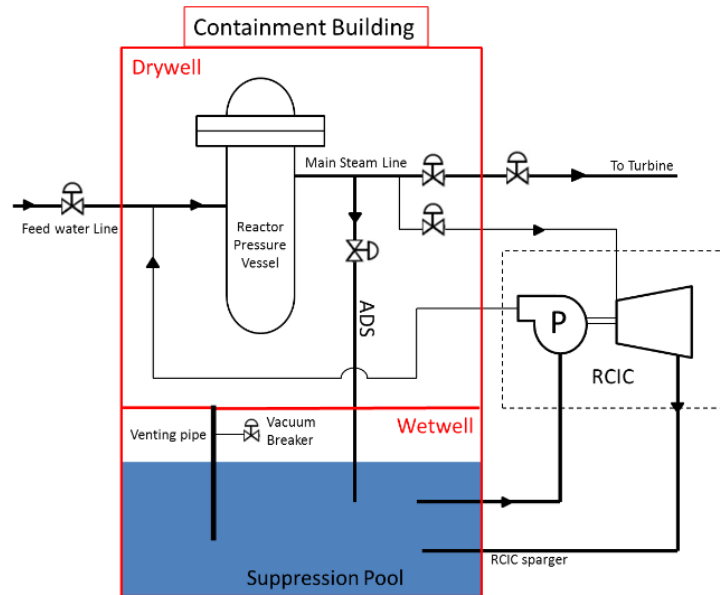 Containment Building
Drywell
Main Steam Line
To Turbine
Feed water Line
Reactor
Pressure
Vessel
ADS
P
RCIC
Wetwell
Venting pipe
Vacuum
Breaker
RCIC sparger
Suppression Pool